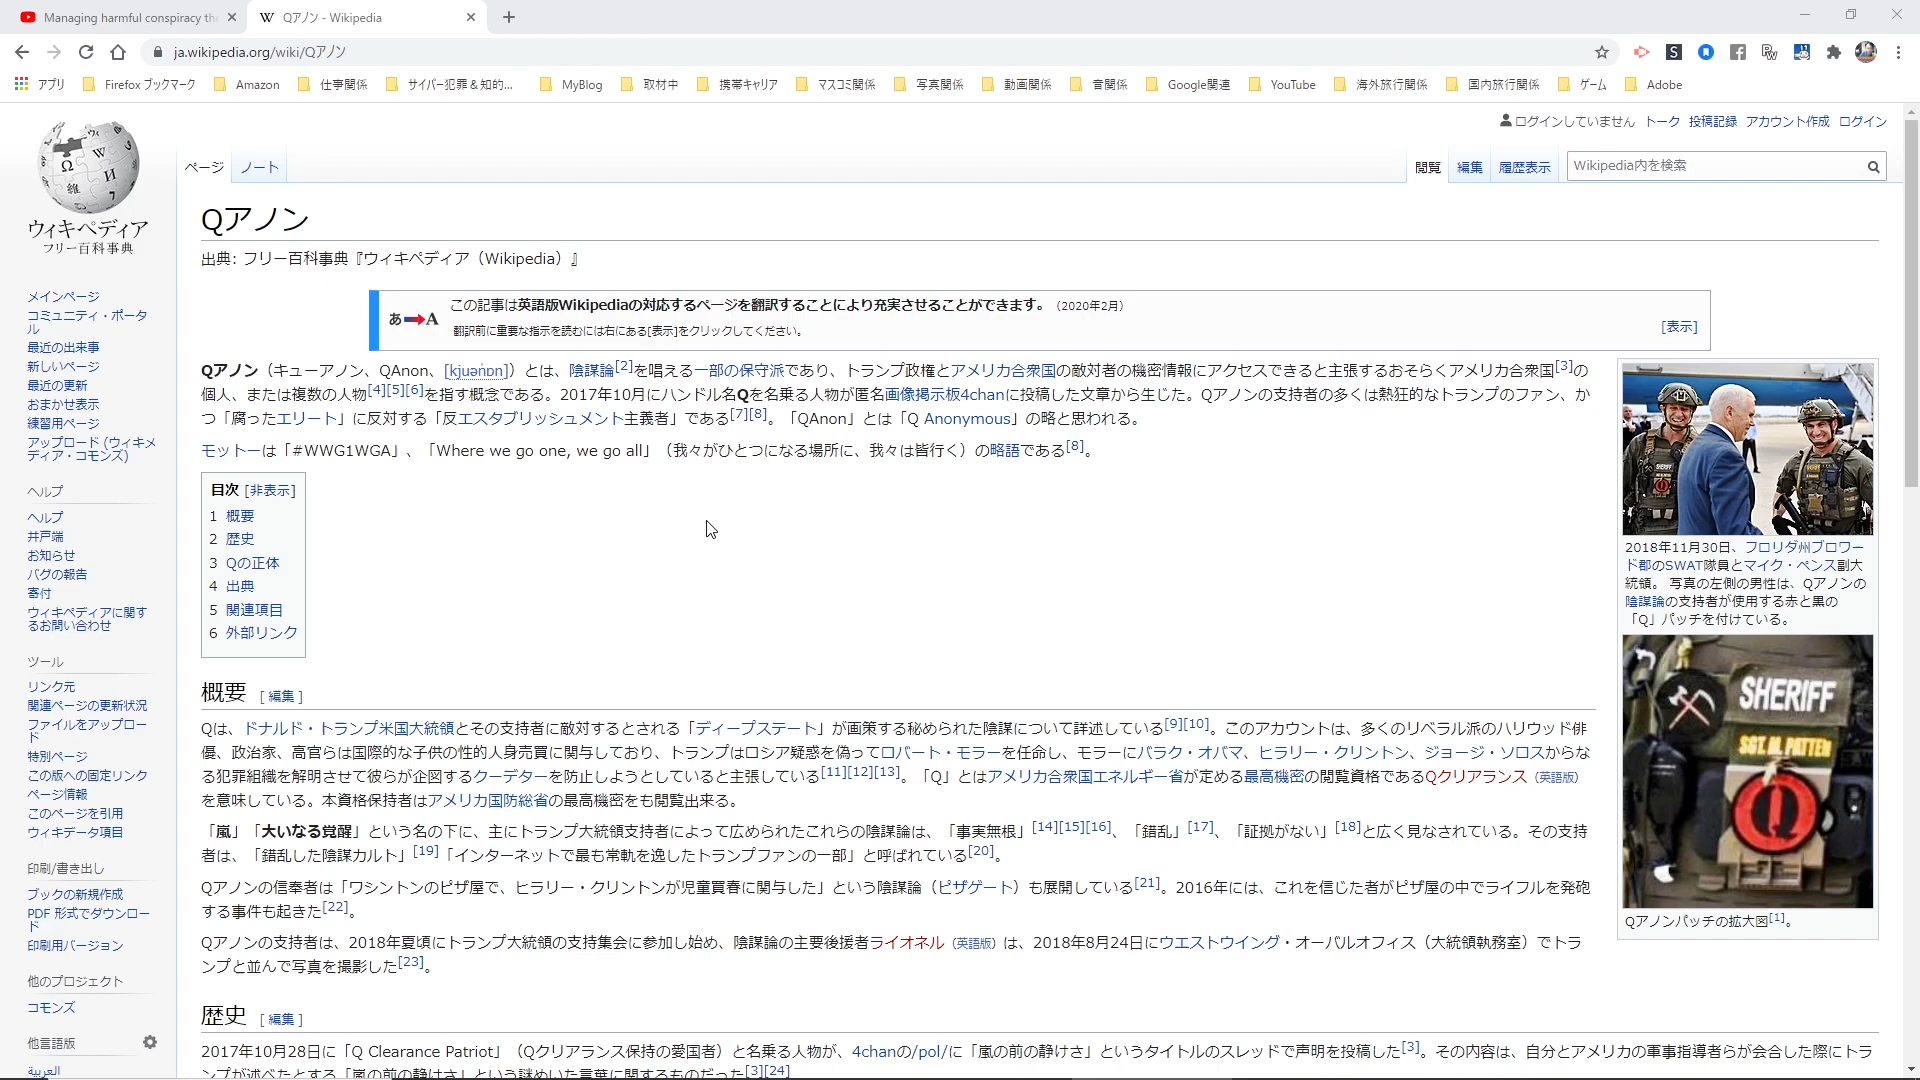 Managing harmful conspiracy th
Qアノン - Wikipedia
ja.wikipedia.org/wiki/Qアノン
アプリ
Firefox ブックマーク
Amazon
仕事関係
サイバー犯罪＆知的...
MyBlog
取材中
携帯キャリア
マスコミ関係
写真関係
動画関係
音関係
Google関連
YouTube
海外旅行関係
国内旅行関係
ゲーム
Adobe
ログインしていません トーク 投稿記録 アカウント作成 ログイン
ページ ノート
閲覧 編集 履歴表示 Wikipedia内を検索
ウィキペディア
フリー百科事典
メインページ
コミュニティ・ポータ
ル
最近の出来事
新しいページ
最近の更新
おまかせ表示
練習用ページ
アップロード (ウィキメ
ディア・コモンズ)
ヘルプ
ヘルプ
井戸端
お知らせ
バグの報告
寄付
ウィキペディアに関す
るお問い合わせ
ツール
リンク元
関連ページの更新状況
ファイルをアップロー
ド
特別ページ
この版への固定リンク
ページ情報
このページを引用
ウィキデータ項目
印刷/書き出し
ブックの新規作成
PDF 形式でダウンロー
ド
印刷用バージョン
他のプロジェクト
コモンズ
他言語版
العربية
Qアノン
出典: フリー百科事典『ウィキペディア（Wikipedia）』
あ A
この記事は英語版Wikipediaの対応するページを翻訳することにより充実させることができます。（2020年2月）
翻訳前に重要な指示を読むには右にある[表示]をクリックしてください。
[表示]
Qアノン（キューアノン、QAnon、[kjuəṅɒn]）とは、陰謀論[2]を唱える一部の保守派であり、トランプ政権とアメリカ合衆国の敵対者の機密情報にアクセスできると主張するおそらくアメリカ合衆国[3]の
個人、または複数の人物[4][5][6]を指す概念である。2017年10月にハンドル名Qを名乗る人物が匿名画像掲示板4chanに投稿した文章から生じた。Qアノンの支持者の多くは熱狂的なトランプのファン、か
つ「腐ったエリート」に反対する「反エスタブリッシュメント主義者」である[7][8]。「QAnon」とは「Q Anonymous」の略と思われる。
モットーは「#WWG1WGA」、「Where we go one, we go all」（我々がひとつになる場所に、我々は皆行く）の略語である[8]。
目次 [非表示]
1 概要
2 歴史
3 Qの正体
4 出典
5 関連項目
6 外部リンク
概要 [ 編集 ]
Qは、ドナルド・トランプ米国大統領とその支持者に敵対するとされる「ディープステート」が画策する秘められた陰謀について詳述している[9][10]。このアカウントは、多くのリベラル派のハリウッド俳
優、政治家、高官らは国際的な子供の性的人身売買に関与しており、トランプはロシア疑惑を偽ってロバート・モラーを任命し、モラーにバラク・オバマ、ヒラリー・クリントン、ジョージ・ソロスからな
る犯罪組織を解明させて彼らが企図するクーデターを防止しようとしていると主張している[11][12][13]。「Q」とはアメリカ合衆国エネルギー省が定める最高機密の閲覧資格であるQクリアランス（英語版）
を意味している。本資格保持者はアメリカ国防総省の最高機密をも閲覧出来る。
「嵐」「大いなる覚醒」という名の下に、主にトランプ大統領支持者によって広められたこれらの陰謀論は、「事実無根」[14][15][16]、「錯乱」[17]、「証拠がない」[18]と広く見なされている。その支持
者は、「錯乱した陰謀カルト」[19]「インターネットで最も常軌を逸したトランプファンの一部」と呼ばれている[20]。
Qアノンの信奉者は「ワシントンのピザ屋で、ヒラリー・クリントンが児童買春に関与した」という陰謀論（ピザゲート）も展開している[21]。2016年には、これを信じた者がピザ屋の中でライフルを発砲
する事件も起きた[22]。
Qアノンの支持者は、2018年夏頃にトランプ大統領の支持集会に参加し始め、陰謀論の主要後援者ライオネル（英語版）は、2018年8月24日にウエストウイング・オーバルオフィス（大統領執務室）でトラ
ンプと並んで写真を撮影した[23]。
歴史 [ 編集 ]
2017年10月28日に「Q Clearance Patriot」（Qクリアランス保持の愛国者）と名乗る人物が、4chanの/pol/に「嵐の前の静けさ」というタイトルのスレッドで声明を投稿した[3]。その内容は、自分とアメリカの軍事指導者らが会合した際にトラ
ンプが述べたとする「嵐の前の静けさ」という謎めいた言葉に関するものだった[3][24]
SHERIFF
SHERIFF
2018年11月30日、フロリダ州ブロワー
ド郡のSWAT隊員とマイク・ペンス副大
統領。 写真の左側の男性は、Qアノンの
陰謀論の支持者が使用する赤と黒の
「Q」パッチを付けている。
SHERIFF
SGT. M. PATTEN
Q
Qアノンパッチの拡大図[1]。